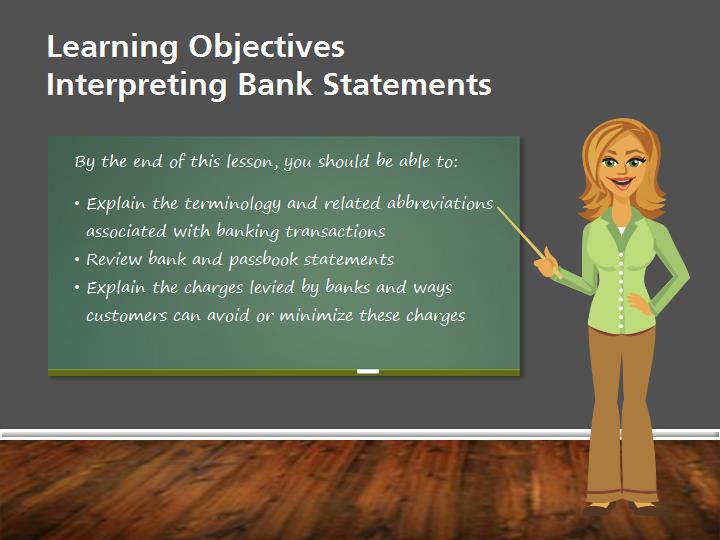 Learning Objectives
Interpreting Bank Statements
By the end of this lesson, you should be able to:
• Explain the terminology and related abbreviations
associated with banking transactions
• Review bank and passbook statements
• Explain the charges levied by banks and ways
customers can avoid or minimize these charges